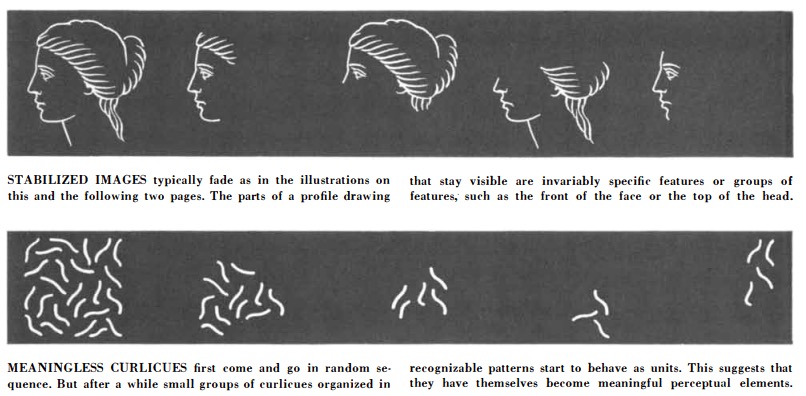 STABILIZED IMAGES typically fade as in the illustrations on
this and the following two pages. The parts of a profile drawing
that stay visible are invariably specific features or groups of
features, such as the front of the face or the top of the head.
MEANINGLESS CURLICUES first come and go in random se-
quence. But after a while small groups of curlicues organized in
recognizable patterns start to behave as units. This suggests that
they have themselves become meaningful perceptual elements.